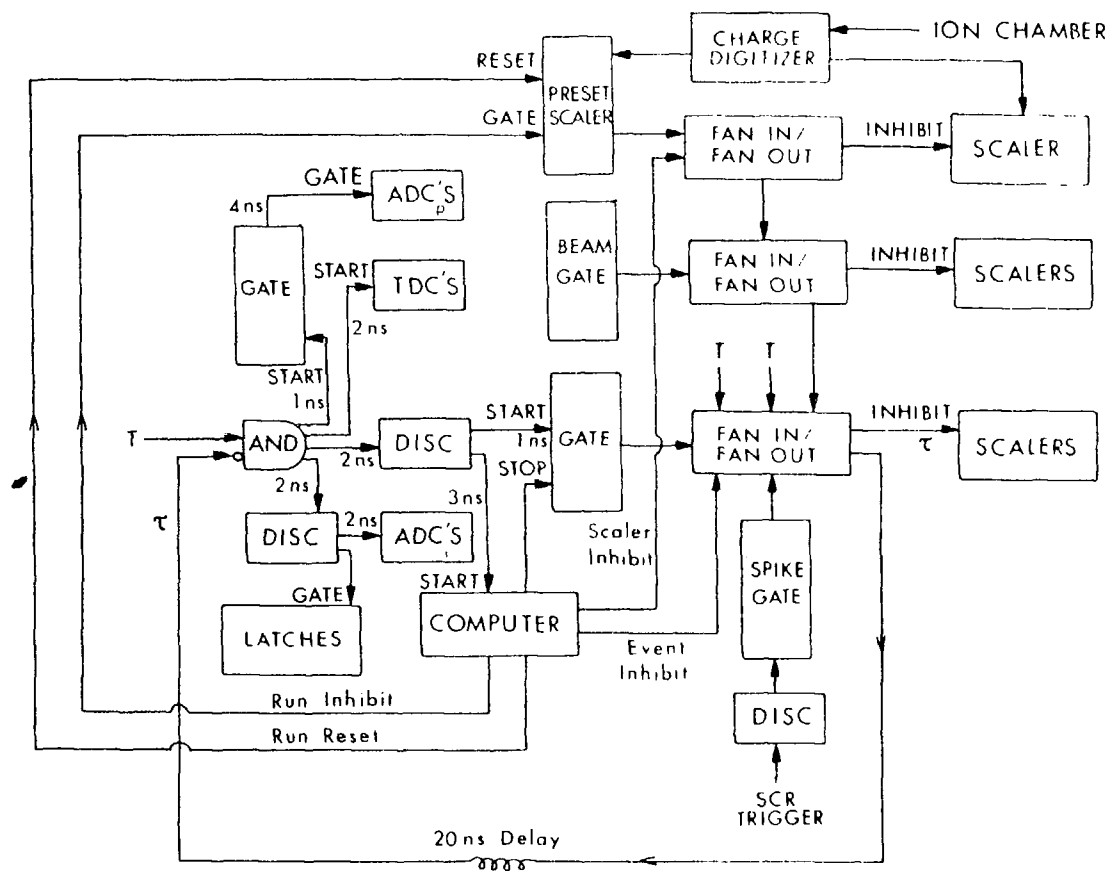 ION CHAMBER
CHARGE
DIGITIZER
RESET
PRESET
SCALER
GATE
FAN IN/
FAN OUT
INHIBIT
SCALER
GATE
ADC'S
p
4ns
GATE
START
TDC'S
2ns
START
1ns
BEAM
GATE
FAN IN/
FAN OUT
INHIBIT
SCALERS
T
T
T
AND
2ns
DISC
START
1ns
STOP
GATE
FAN IN/
FAN OUT
INHIBIT
τ
SCALERS
τ
2ns
DISC
2ns
ADC'S
3ns
GATE
LATCHES
START
COMPUTER
Scaler
Inhibit
Event
Inhibit
SPIKE
GATE
DISC
SCR
TRIGGER
Run Inhibit
Run Reset
20ns Delay